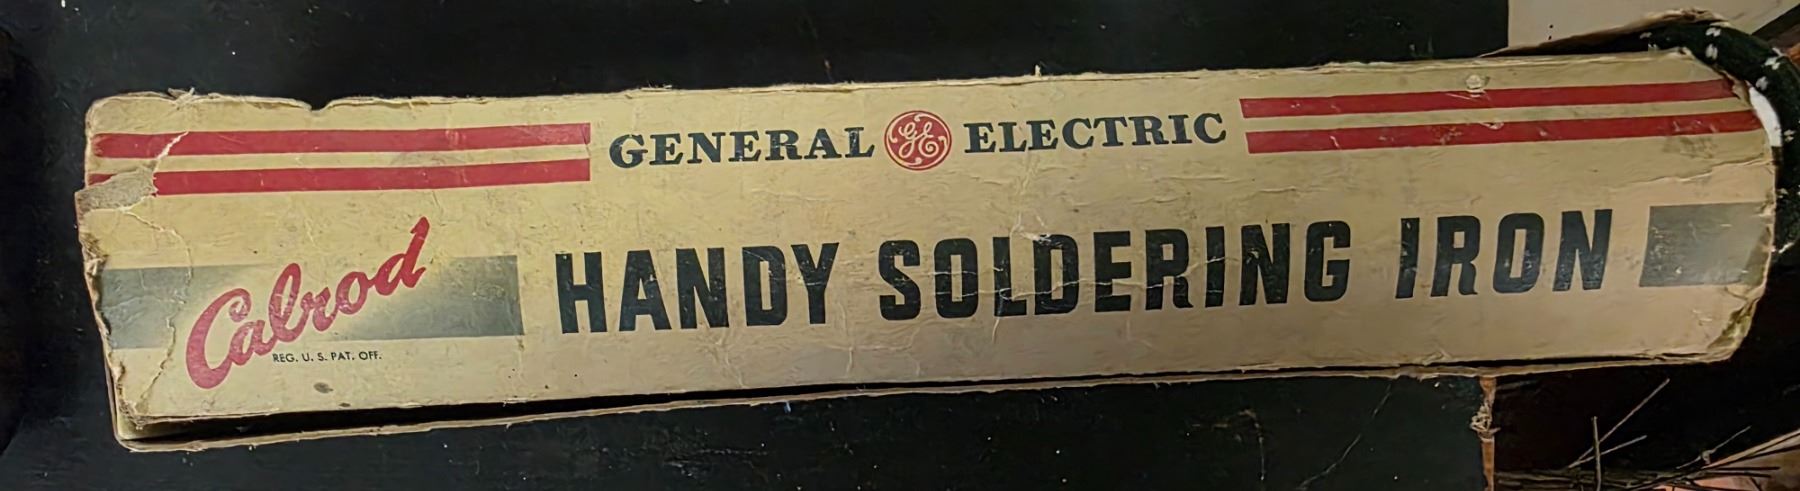 GENERAL GE ELECTRIC
Calrod
HANDY SOLDERING IRON
REG. U. S. PAT. OFF.